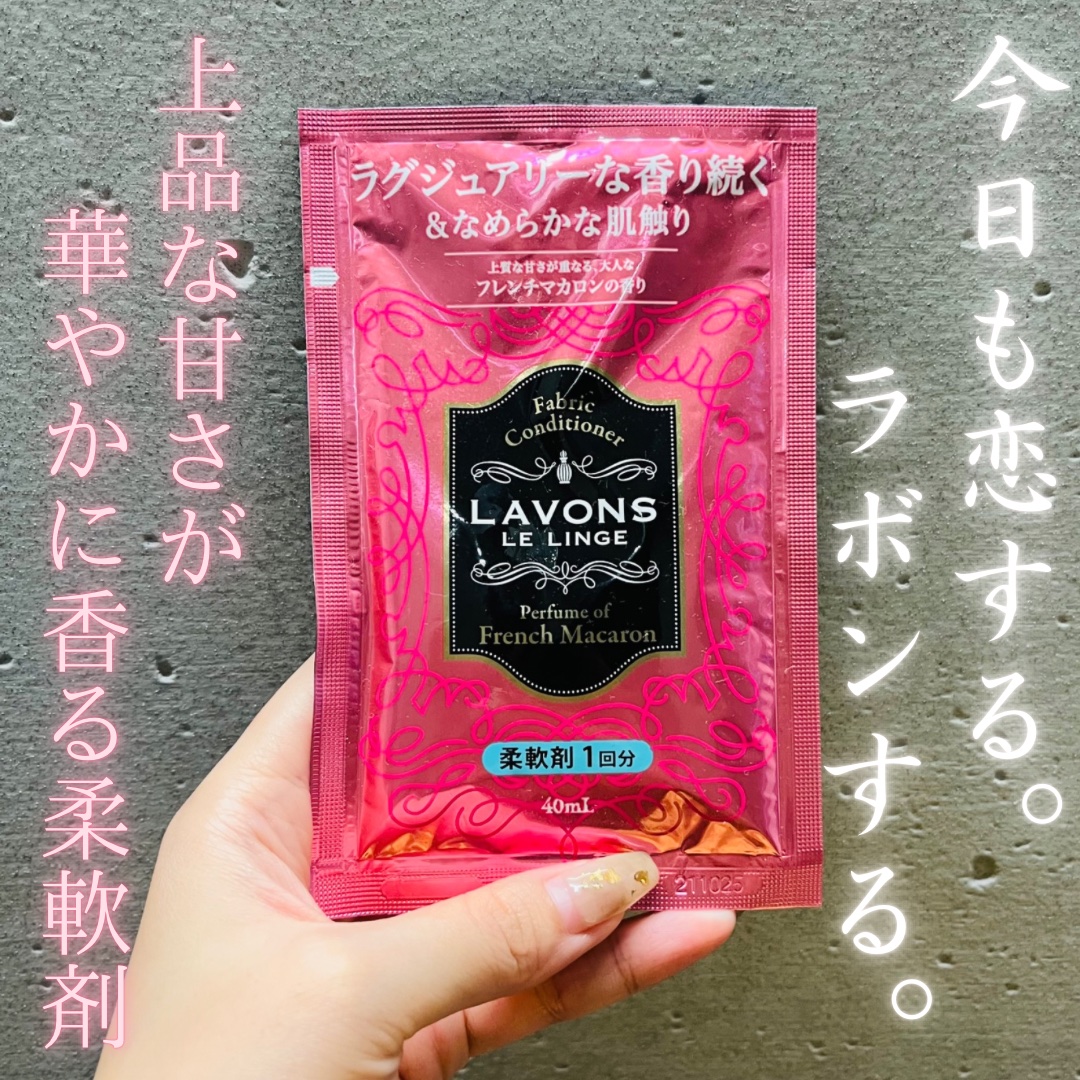 今日も恋する。
ラボンする。
上品な甘さが
華やかに香る柔軟剤
ラグジュアリーな香り続く
&なめらかな肌触り
上質な甘さが重なる、大人な
フレンチマカロンの香り
Fabric
Conditioner
LAVONS
LE LINGE
Perfume of
French Macaron
柔軟剤 1回分
40mL
211025